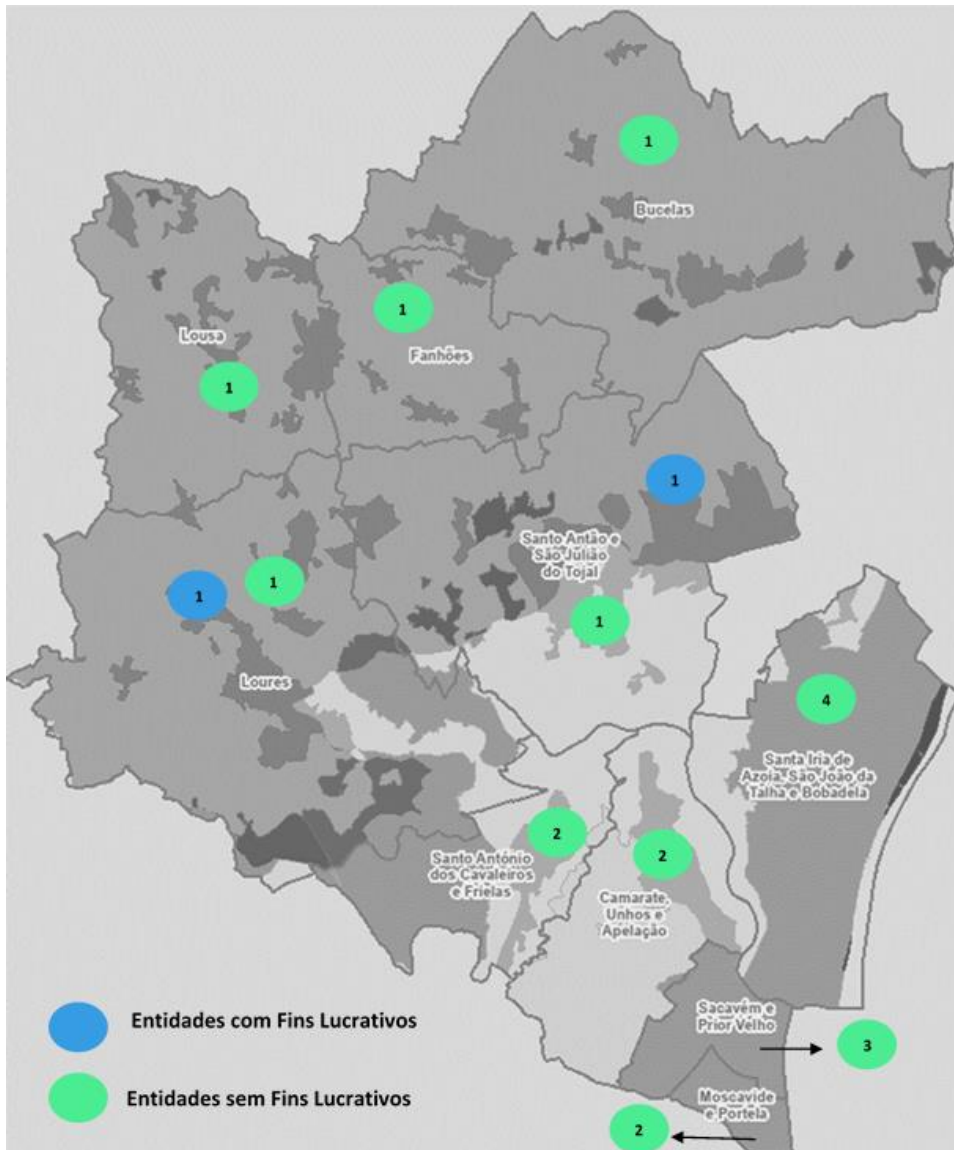 1
Bucelas
1
Fanhões
Lousa
1
1
Santo Antão e
São Julião
do Tojal
1
1
1
Loures
4
Santa Iria de
Azoia, São João da
Talha e Bobadela
2
Santo António
dos Cavaleiros
e Frielas
2
Camarate,
Unhos e
Apelação
Sacavém e
Prior Velho
3
Moscavide
e Portela
2
Entidades com Fins Lucrativos
Entidades sem Fins Lucrativos